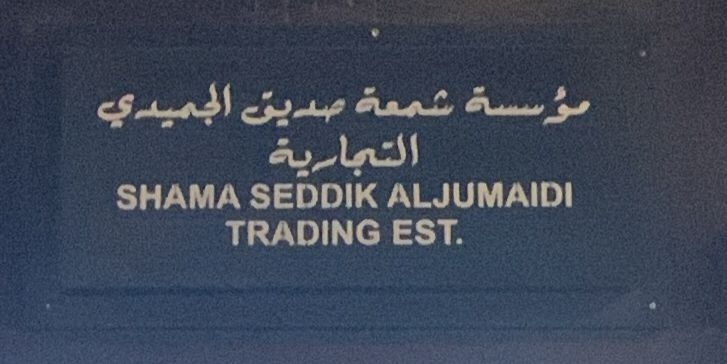 مؤسسة شمعة صديق الجميدي
التجارية
SHAMA SEDDIK ALJUMAIDI
TRADING EST.